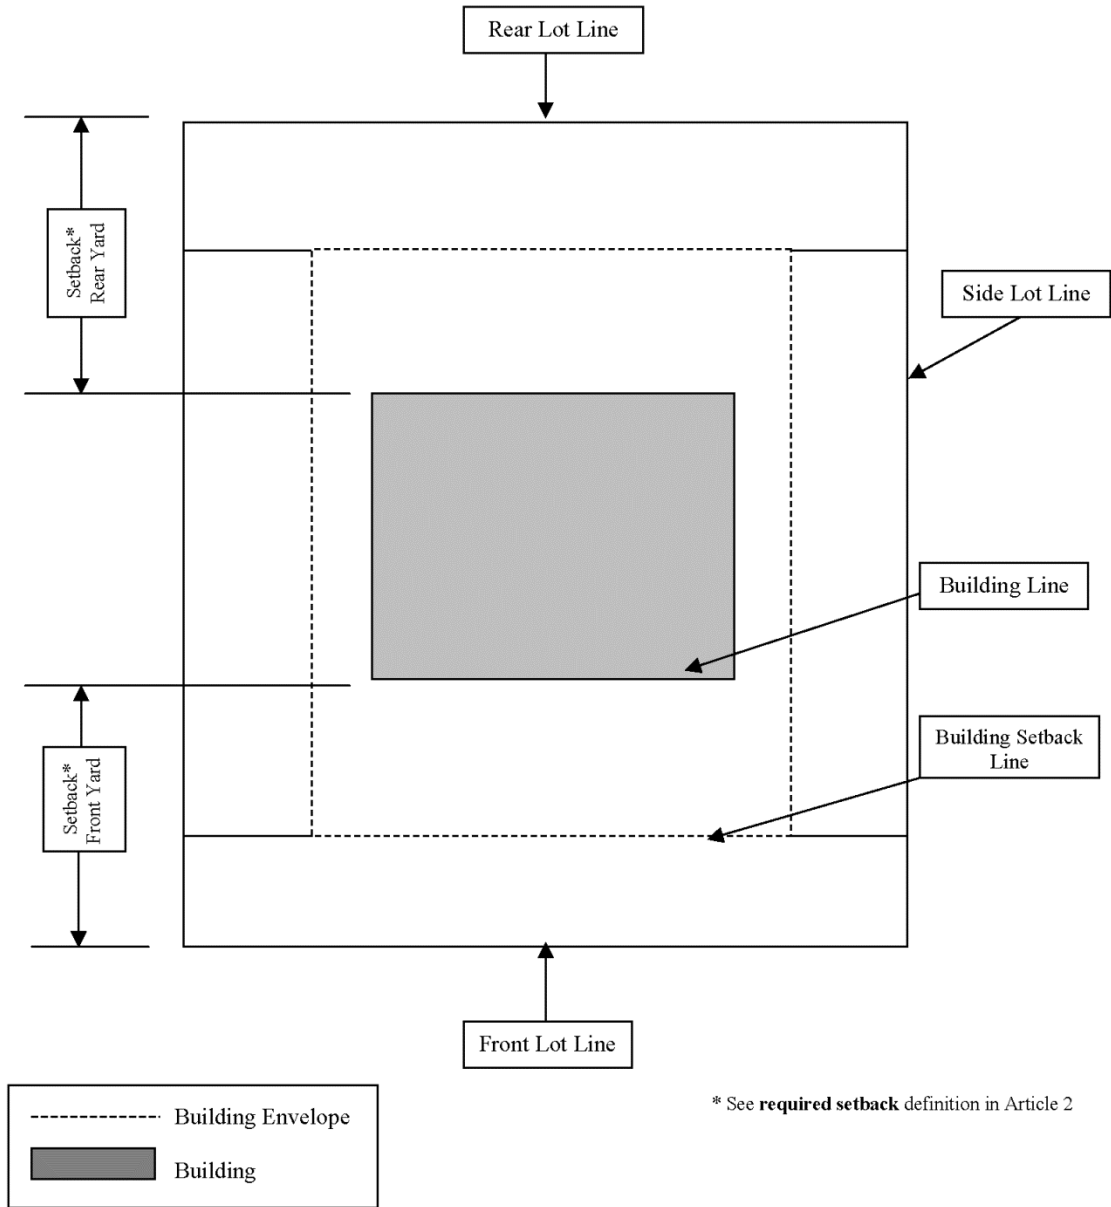 Rear Lot Line
Setback*
Rear Yard
Side Lot Line
Building Line
Building Setback
Line
Setback*
Front Yard
Front Lot Line
Building Envelope
* See required setback definition in Article 2
Building